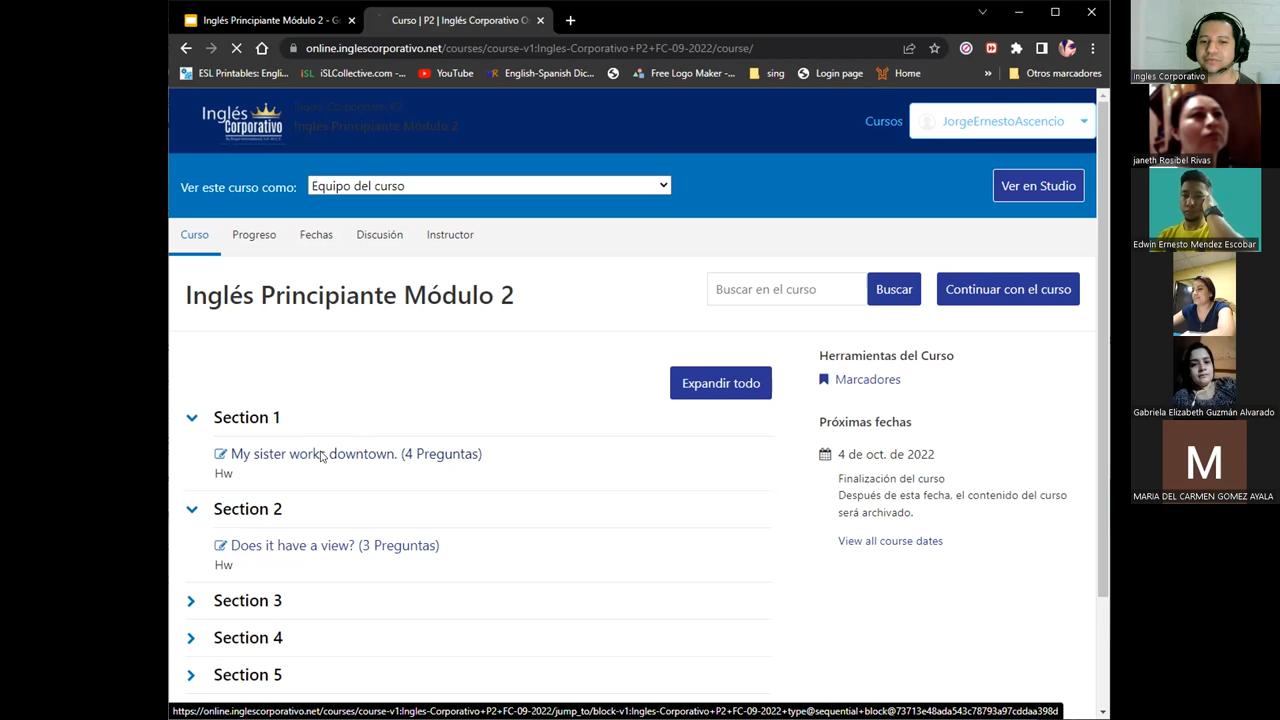 Inglés Principiante Módulo 2 - G
Curso | P2 | Inglés Corporativo O
online.inglescorporativo.net/courses/course-v1:Ingles-Corporativo+P2+FC-09-2022/course/
ESL Printables: Engli...
iSLCollective.com -...
YouTube
English-Spanish Dic...
Free Logo Maker -...
sing
Login page
Home
»
Otros marcadores
Inglés
Corporativo
Ingles-Corporativo P2
Inglés Principiante Módulo 2
Cursos
JorgeErnestoAscencio
Ver este curso como:
Equipo del curso
Ver en Studio
Curso
Progreso
Fechas
Discusión
Instructor
Inglés Principiante Módulo 2
Buscar en el curso
Buscar
Continuar con el curso
Expandir todo
Section 1
My sister works downtown. (4 Preguntas)
Hw
Section 2
Does it have a view? (3 Preguntas)
Hw
Section 3
Section 4
Section 5
Herramientas del Curso
Marcadores
Próximas fechas
4 de oct. de 2022
Finalización del curso
Después de esta fecha, el contenido del curso
será archivado.
View all course dates
https://online.inglescorporativo.net/courses/course-v1:Ingles-Corporativo+P2+FC-09-2022/jump_to/block-v1:Ingles-Corporativo+P2+FC-09-2022+type@sequential+block@73713e48ada543c78793a97cddaa398d
Ingles Corporativo
janeth Rosibel Rivas
Edwin Ernesto Mendez Escobar
Gabriela Elizabeth Guzmán Alvarado
M
MARIA DEL CARMEN GOMEZ AYALA